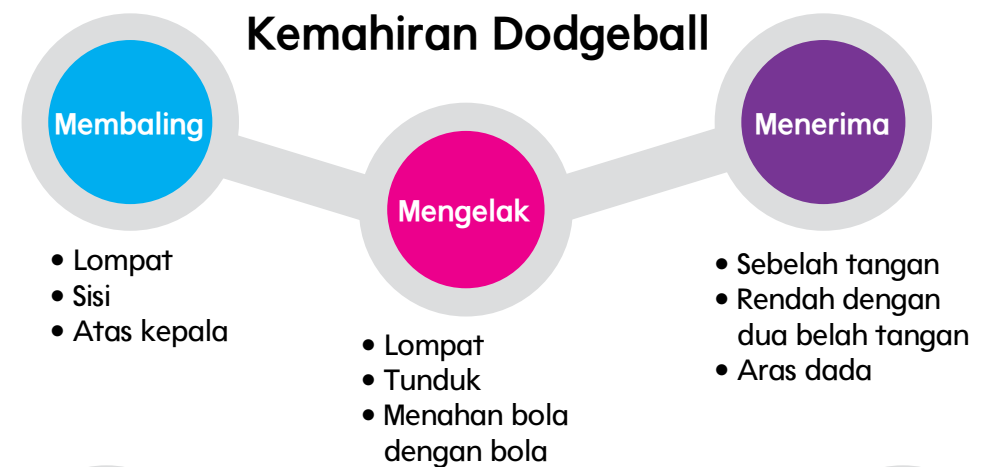 Kemahiran Dodgeball
Membaling
• Lompat
• Sisi
• Atas kepala
Mengelak
• Lompat
• Tunduk
• Menahan bola
dengan bola
Menerima
• Sebelah tangan
• Rendah dengan
dua belah tangan
• Aras dada